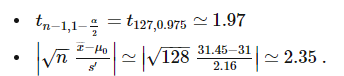 • t_{n−1,1−α/2} = t_{127,0.975} ≃ 1.97
• |√n (x̄−μ₀)/s′| ≃ |√128 (31.45−31)/2.16| ≃ 2.35 .